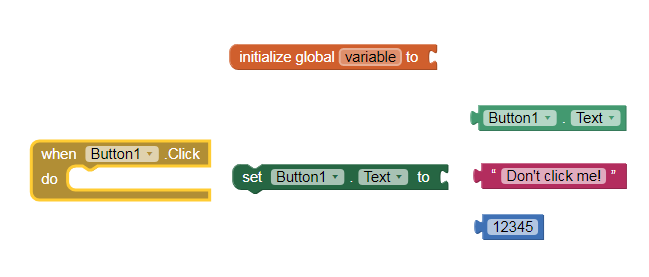 initialize global variable to
Button1 . Text
when Button1 .Click
do
set Button1 . Text to
“ Don't click me! ”
12345